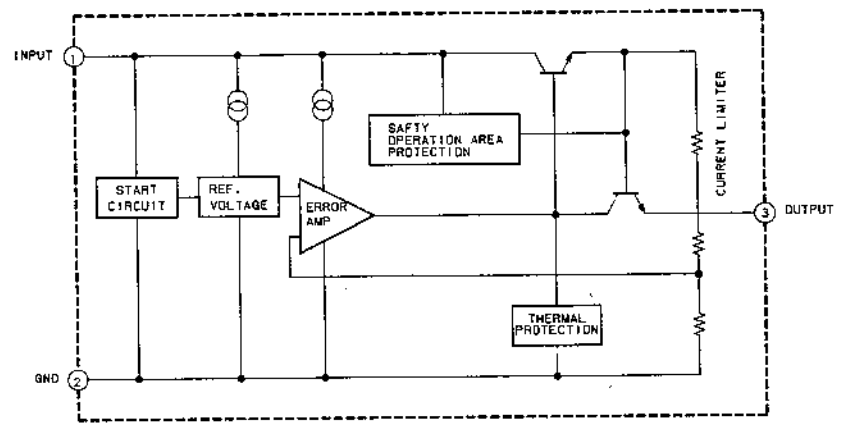 INPUT
1
SAFTY
OPERATION AREA
PROTECTION
CURRENT LIMITER
START
CIRCUIT
REF.
VOLTAGE
ERROR
AMP
3
OUTPUT
THERMAL
PROTECTION
GND
2